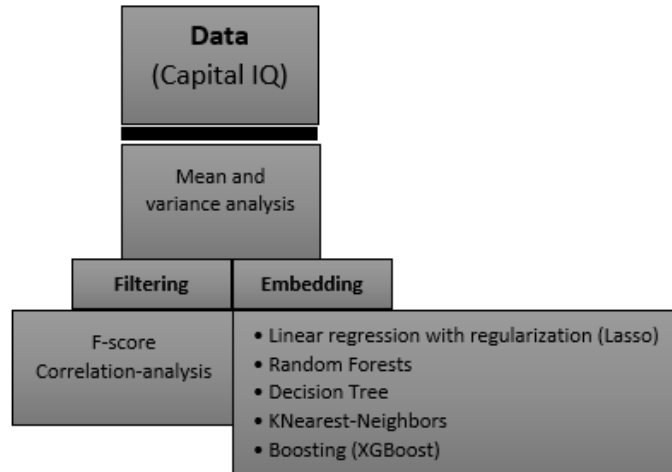 Data
(Capital IQ)
Mean and
variance analysis
Filtering
Embedding
F-score
Correlation-analysis
• Linear regression with regularization (Lasso)
• Random Forests
• Decision Tree
• KNearest-Neighbors
• Boosting (XGBoost)